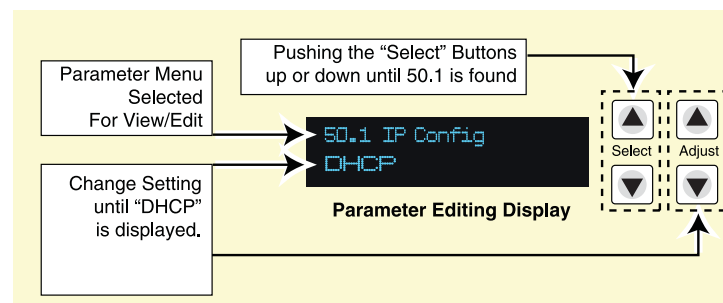 Pushing the “Select” Buttons
up or down until 50.1 is found
Parameter Menu
Selected
For View/Edit
50.1 IP Config
DHCP
Select
Adjust
Change Setting
until “DHCP”
is displayed.
Parameter Editing Display